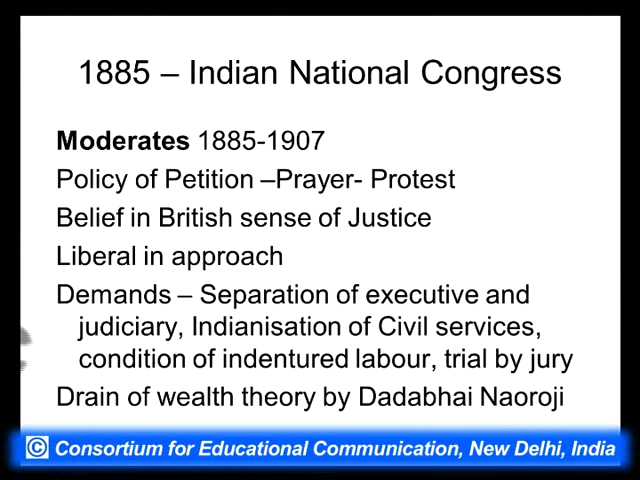 1885 – Indian National Congress
Moderates 1885-1907
Policy of Petition –Prayer- Protest
Belief in British sense of Justice
Liberal in approach
Demands – Separation of executive and
judiciary, Indianisation of Civil services,
condition of indentured labour, trial by jury
Drain of wealth theory by Dadabhai Naoroji
© Consortium for Educational Communication, New Delhi, India